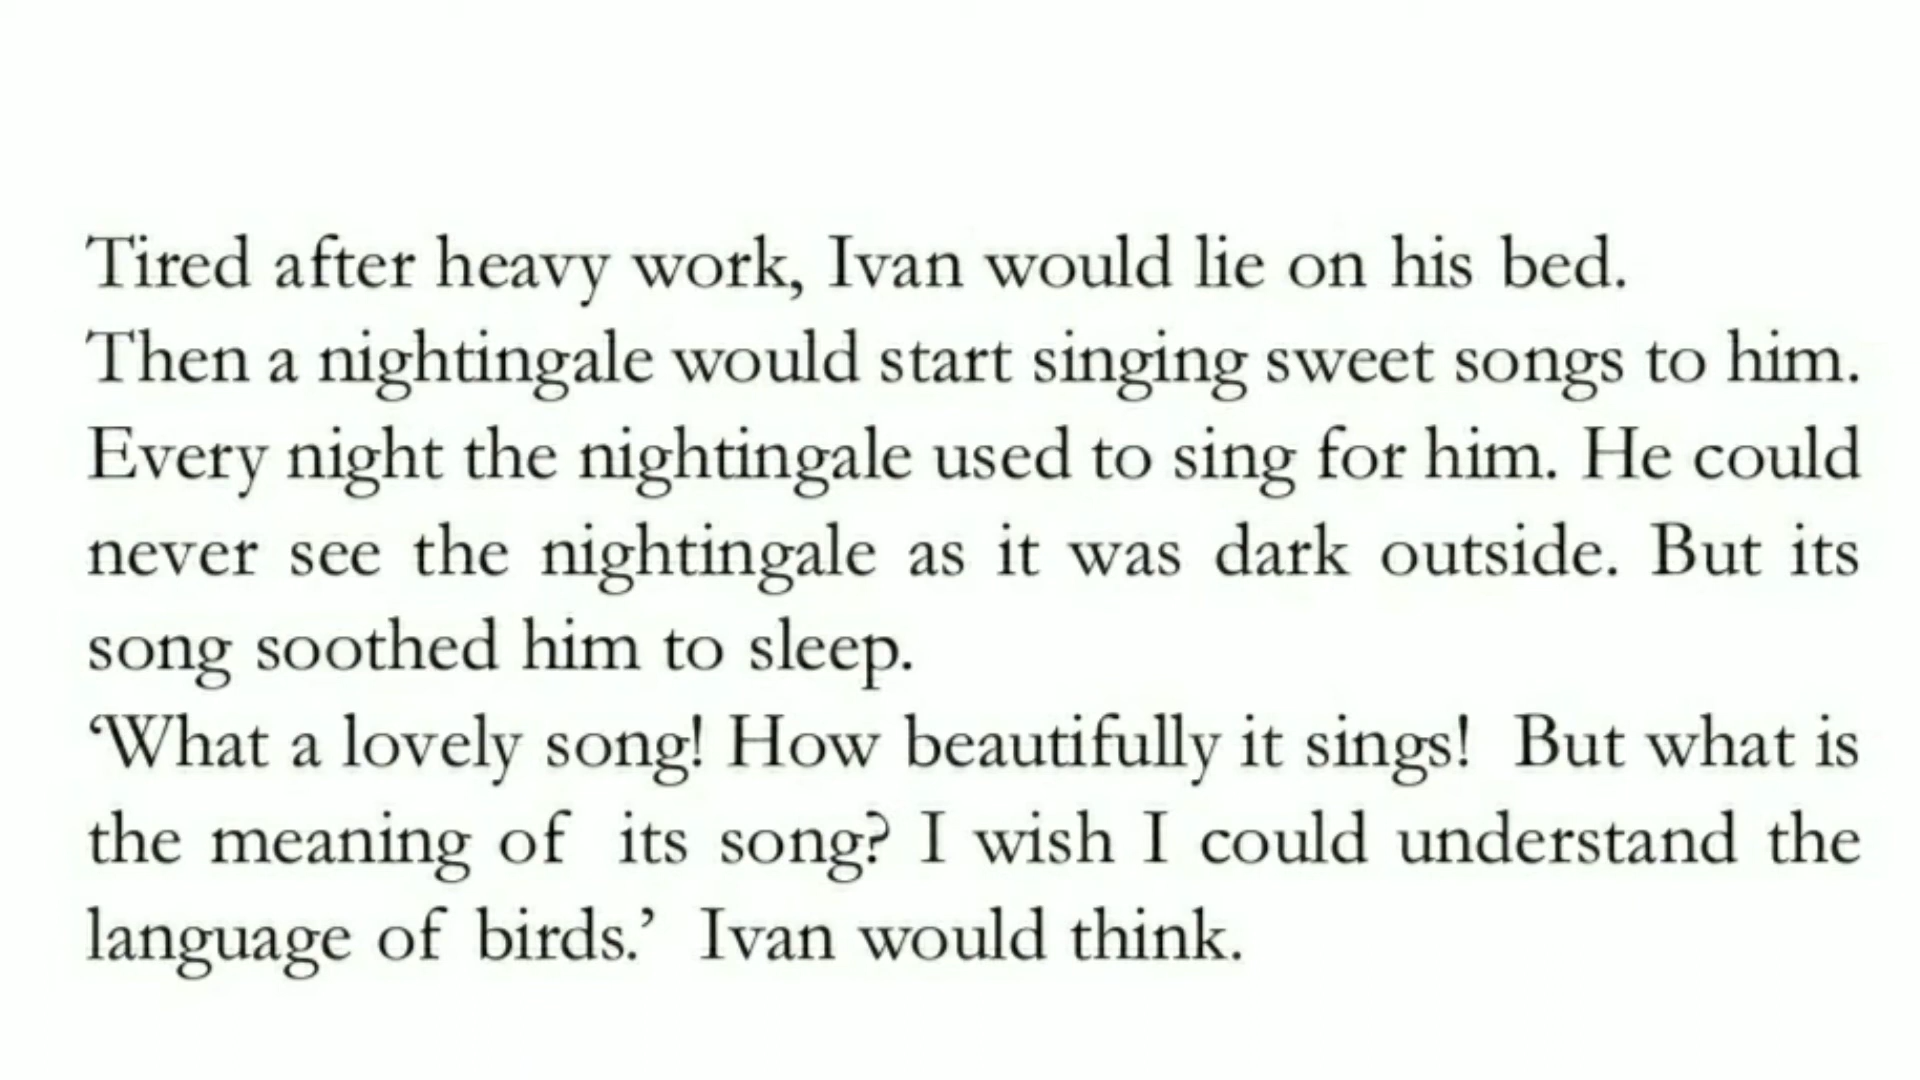 Tired after heavy work, Ivan would lie on his bed.
Then a nightingale would start singing sweet songs to him.
Every night the nightingale used to sing for him. He could
never see the nightingale as it was dark outside. But its
song soothed him to sleep.
‘What a lovely song! How beautifully it sings!  But what is
the meaning of  its song? I wish I could understand the
language of birds.’  Ivan would think.